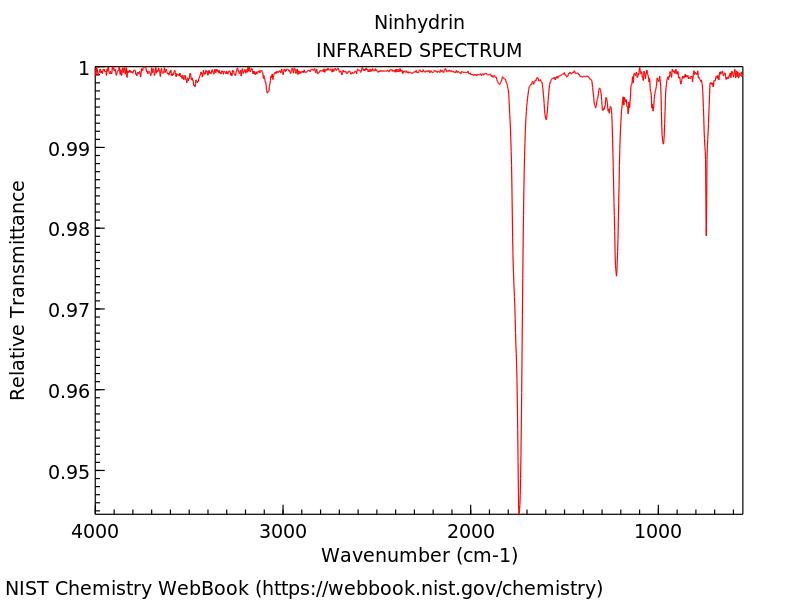 Ninhydrin
INFRARED SPECTRUM
1
0.99
0.98
0.97
0.96
0.95
Relative Transmittance
4000 3000 2000 1000
Wavenumber (cm-1)
NIST Chemistry WebBook (https://webbook.nist.gov/chemistry)